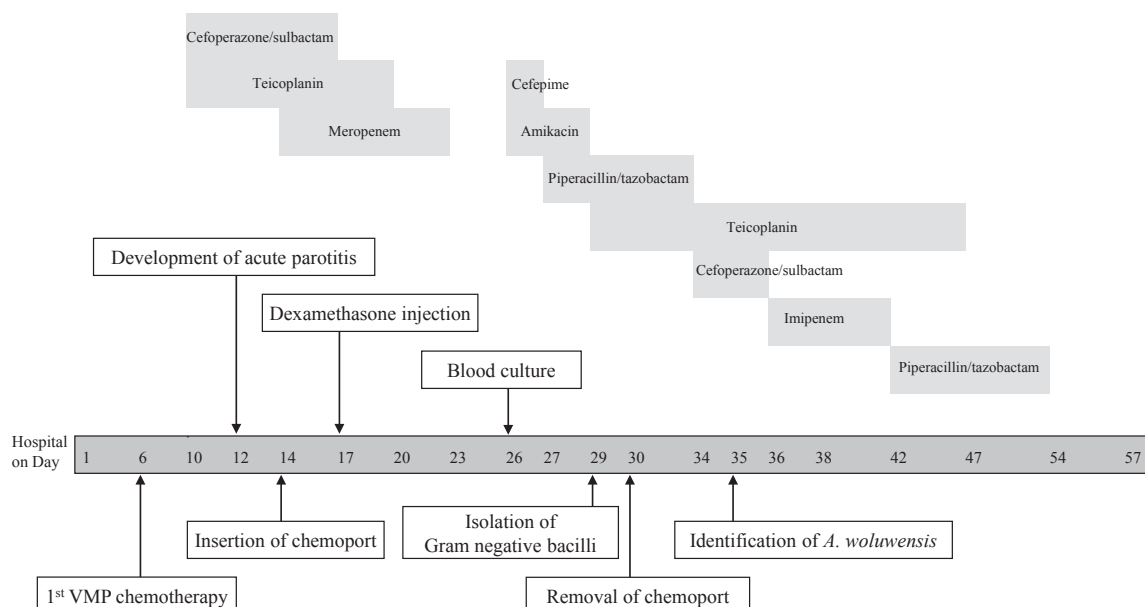 Cefoperazone/sulbactam
Teicoplanin
Cefepime
Meropenem
Amikacin
Piperacillin/tazobactam
Teicoplanin
Development of acute parotitis
Cefoperazone/sulbactam
Dexamethasone injection
Imipenem
Blood culture
Piperacillin/tazobactam
Hospital
on Day
1 6 10 12 14 17 20 23 26 27 29 30 34 35 36 38 42 47 54 57
Insertion of chemoport
Isolation of
Gram negative bacilli
Identification of A. woluwensis
1st VMP chemotherapy
Removal of chemoport